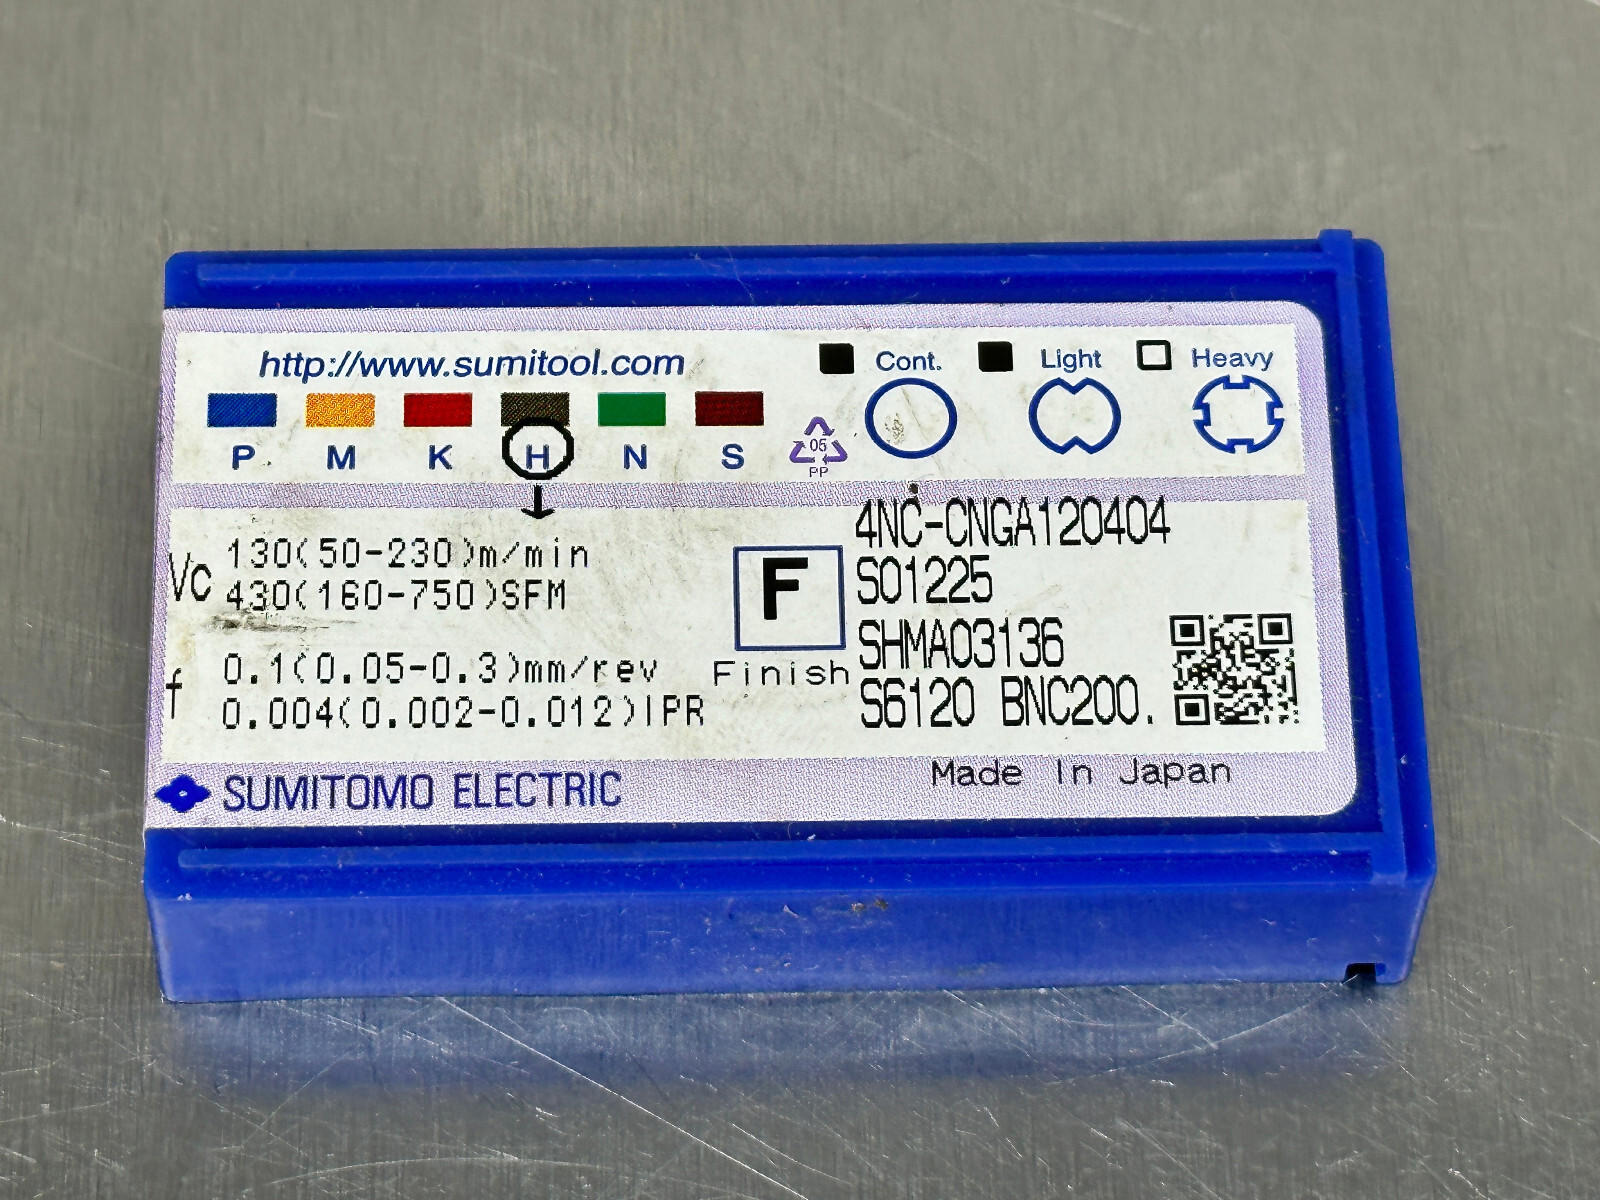 http://www.sumitool.com
Cont. Light Heavy
P M K H N S
05
PP
Vc 130(50-230)m/min
430(160-750)SFM
f 0.1(0.05-0.3)mm/rev
0.004(0.002-0.012)IPR
F
Finish
4NC-CNGA120404
S01225
SHMA03136
S6120 BNC200.
SUMITOMO ELECTRIC
Made In Japan